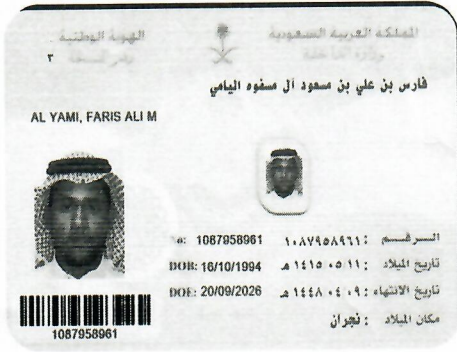 المملكة العربية السعودية
وزارة الداخلية
الهوية الوطنية
٣
فارس بن علي بن مسعود آل مسفوه اليامي
AL YAMI, FARIS ALI M
الرقم : ١٠٨٧٩٥٨٩٦١ 1087958961
تاريخ الميلاد : ١٤١٥/٠٥/١١ هـ DOB: 16/10/1994
تاريخ الانتهاء : ١٤٤٨/٠٤/٠٩ هـ DOE: 20/09/2026
مكان الميلاد : نجران
1087958961